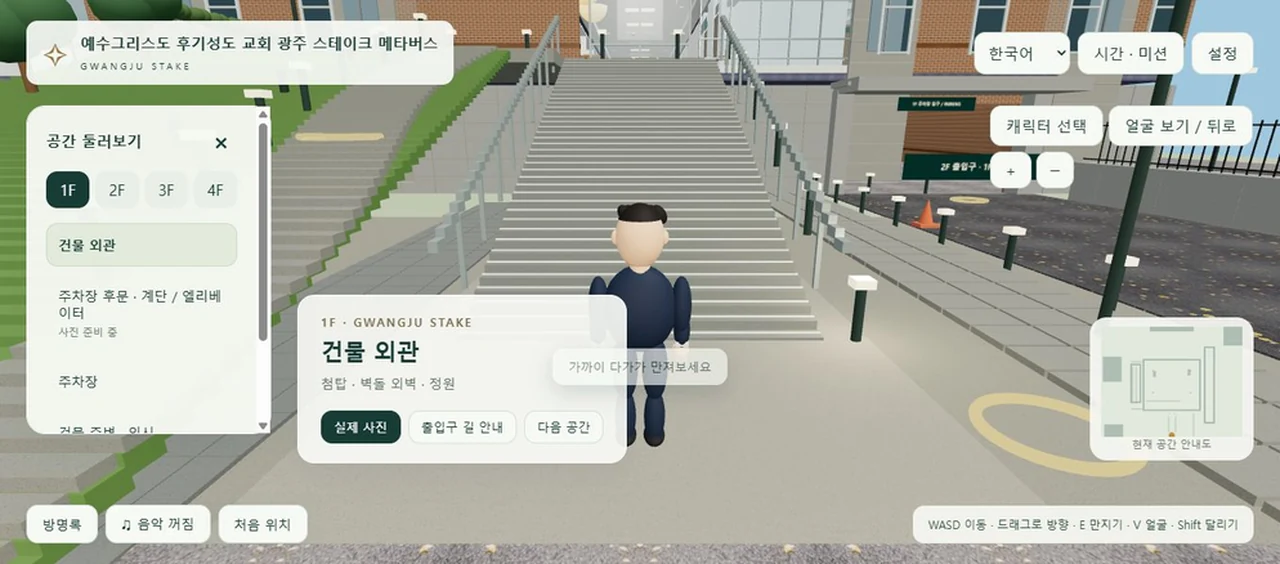 예수그리스도 후기성도 교회 광주 스테이크 메타버스
GWANGJU STAKE
한국어
시간 · 미션
설정
공간 둘러보기
×
캐릭터 선택
얼굴 보기 / 뒤로
+
−
1F
2F
3F
4F
건물 외관
주차장 후문 · 계단 / 엘리베
이터
사진 준비 중
주차장
2F 출입구 · 1F
1F · GWANGJU STAKE
건물 외관
첨탑 · 벽돌 외벽 · 정원
가까이 다가가 만져보세요
실제 사진
출입구 길 안내
다음 공간
현재 공간 안내도
방명록
♫ 음악 꺼짐
처음 위치
WASD 이동 · 드래그로 방향 · E 만지기 · V 얼굴 · Shift 달리기